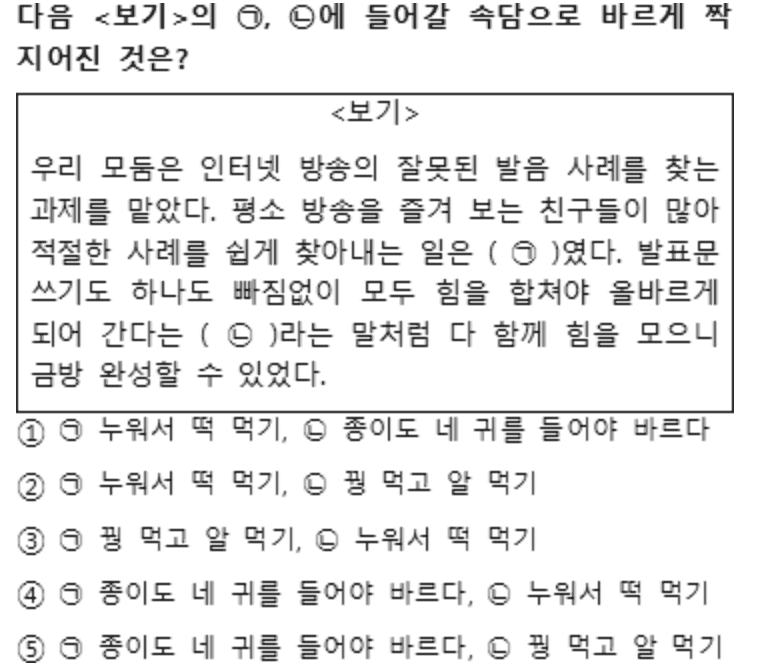 다음 <보기>의 ㉠, ㉡에 들어갈 속담으로 바르게 짝
지어진 것은?
<보기>
우리 모둠은 인터넷 방송의 잘못된 발음 사례를 찾는
과제를 맡았다. 평소 방송을 즐겨 보는 친구들이 많아
적절한 사례를 쉽게 찾아내는 일은 ( ㉠ )였다. 발표문
쓰기도 하나도 빠짐없이 모두 힘을 합쳐야 올바르게
되어 간다는 ( ㉡ )라는 말처럼 다 함께 힘을 모으니
금방 완성할 수 있었다.
① ㉠ 누워서 떡 먹기, ㉡ 종이도 네 귀를 들어야 바르다
② ㉠ 누워서 떡 먹기, ㉡ 꿩 먹고 알 먹기
③ ㉠ 꿩 먹고 알 먹기, ㉡ 누워서 떡 먹기
④ ㉠ 종이도 네 귀를 들어야 바르다, ㉡ 누워서 떡 먹기
⑤ ㉠ 종이도 네 귀를 들어야 바르다, ㉡ 꿩 먹고 알 먹기